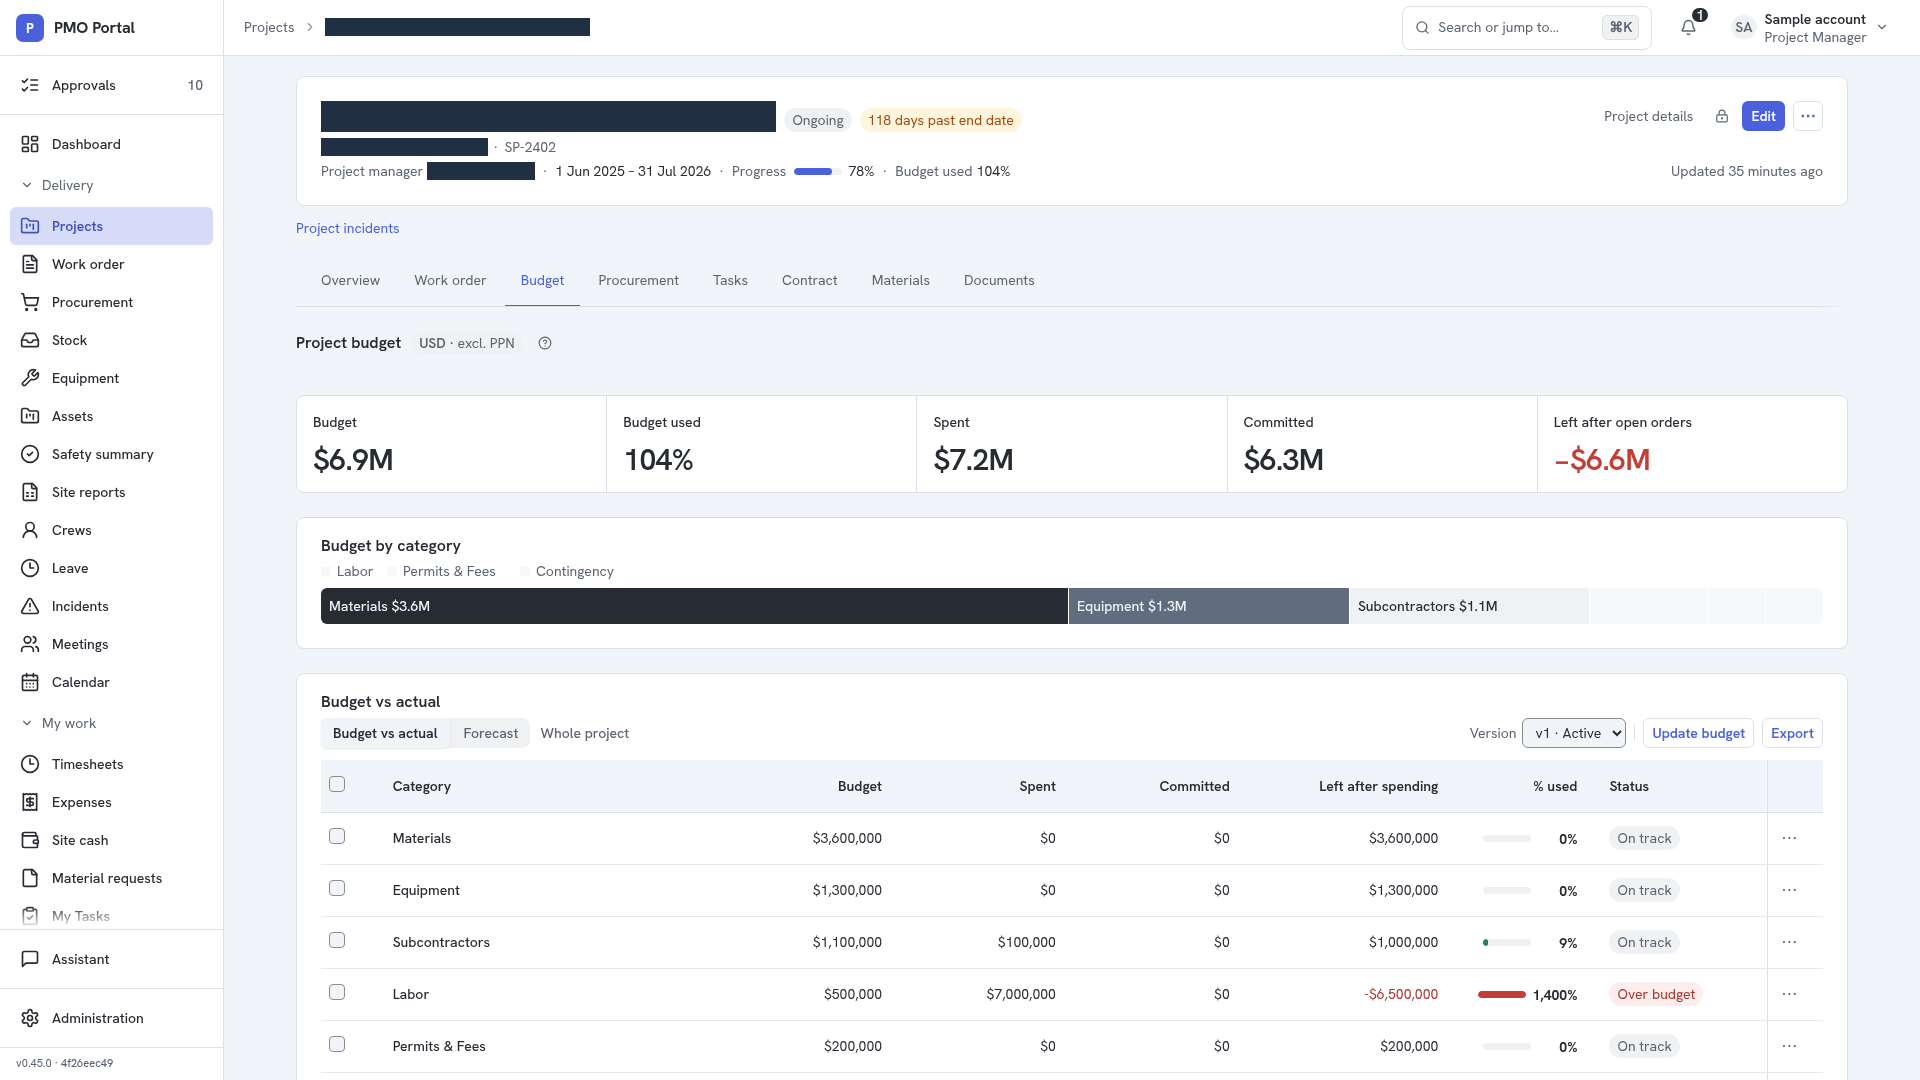 P PMO Portal
Projects
Search or jump to...
⌘K
1
SA
Sample account
Project Manager
Approvals 10
Dashboard
Delivery
Projects
Work order
Procurement
Stock
Equipment
Assets
Safety summary
Site reports
Crews
Leave
Incidents
Meetings
Calendar
My work
Timesheets
Expenses
Site cash
Material requests
My Tasks
Assistant
Administration
v0.45.0 · 4f26eec49
Ongoing 118 days past end date
Project details Edit ...
· SP-2402
Project manager · 1 Jun 2025 – 31 Jul 2026 · Progress 78% · Budget used 104%
Updated 35 minutes ago
Project incidents
Overview Work order Budget Procurement Tasks Contract Materials Documents
Project budget USD · excl. PPN
Budget Budget used Spent Committed Left after open orders
$6.9M 104% $7.2M $6.3M –$6.6M
Budget by category
Labor Permits & Fees Contingency
Materials $3.6M Equipment $1.3M Subcontractors $1.1M
Budget vs actual
Budget vs actual Forecast Whole project Version v1 · Active Update budget Export
Category Budget Spent Committed Left after spending % used Status
Materials $3,600,000 $0 $0 $3,600,000 0% On track ...
Equipment $1,300,000 $0 $0 $1,300,000 0% On track ...
Subcontractors $1,100,000 $100,000 $0 $1,000,000 9% On track ...
Labor $500,000 $7,000,000 $0 -$6,500,000 1,400% Over budget ...
Permits & Fees $200,000 $0 $0 $200,000 0% On track ...